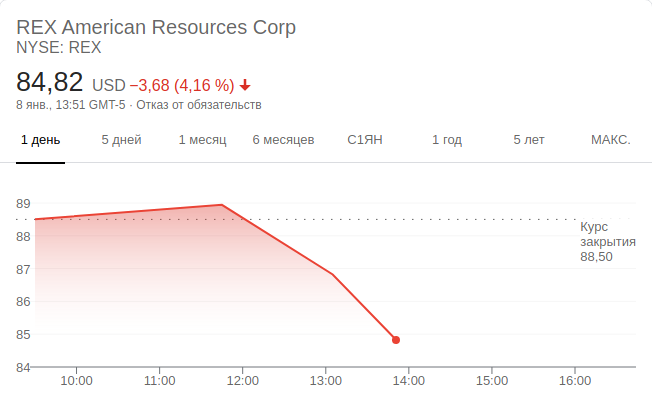 REX American Resources Corp
NYSE: REX
84,82 USD −3,68 (4,16 %)
8 янв., 13:51 GMT-5 · Отказ от обязательств
1 день 5 дней 1 месяц 6 месяцев С1ЯН 1 год 5 лет МАКС.
89
88
87
86
85
84
Курс
закрытия
88,50
10:00 11:00 12:00 13:00 14:00 15:00 16:00